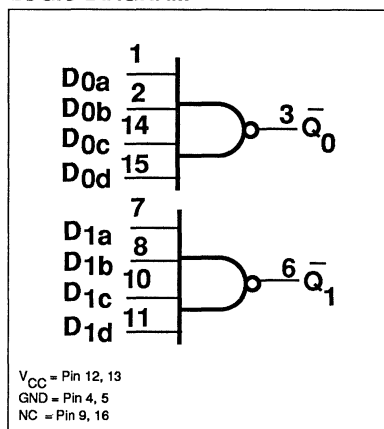 1
D0a
2
D0b
3 Q̅0
14
D0c
15
D0d
7
D1a
8
D1b
6 Q̅1
10
D1c
11
D1d
VCC = Pin 12, 13
GND = Pin 4, 5
NC = Pin 9, 16